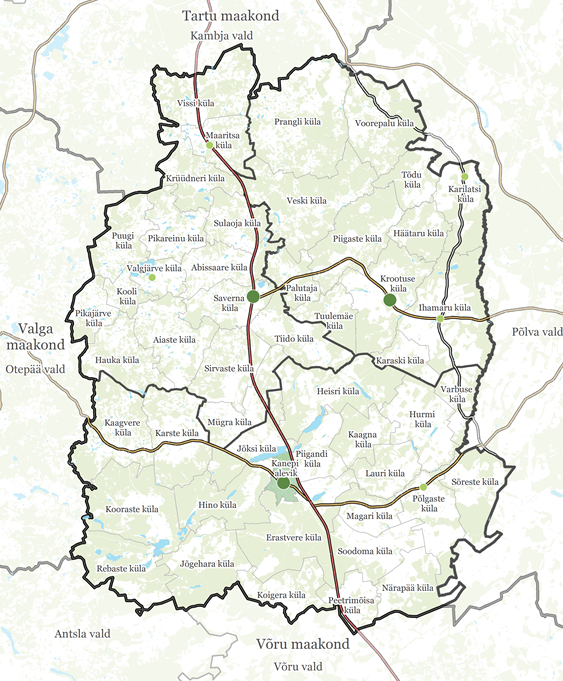 Tartu maakond
Kambja vald
Vissi küla
Prangli küla
Voorepalu küla
Maaritsa
küla
Krüüdneri küla
Tõdu
küla
Karilatsi
küla
Veski küla
Sulaoja küla
Häätaru küla
Puugi
küla
Pikareinu küla
Piigaste küla
Valgjärve küla
Abissaare küla
Krootuse
küla
Kooli
küla
Saverna
küla
Palutaja
küla
Ihamaru küla
Pikajärve
küla
Tuulemäe
küla
Valga
maakond
Otepää vald
Põlva vald
Aiaste küla
Tiido küla
Hauka küla
Sirvaste küla
Karaski küla
Heisri küla
Varbuse
küla
Kaagvere
küla
Karste küla
Mügra küla
Hurmi
küla
Kaagna
küla
Jõksi küla
Piigandi
küla
Kanepi
alevik
Lauri küla
Põlgaste
küla
Sõreste küla
Kooraste küla
Hino küla
Magari küla
Erastvere küla
Soodoma küla
Rebaste küla
Jõgehara küla
Koigera küla
Närapää küla
Peetrimõisa
küla
Antsla vald
Võru maakond
Võru vald